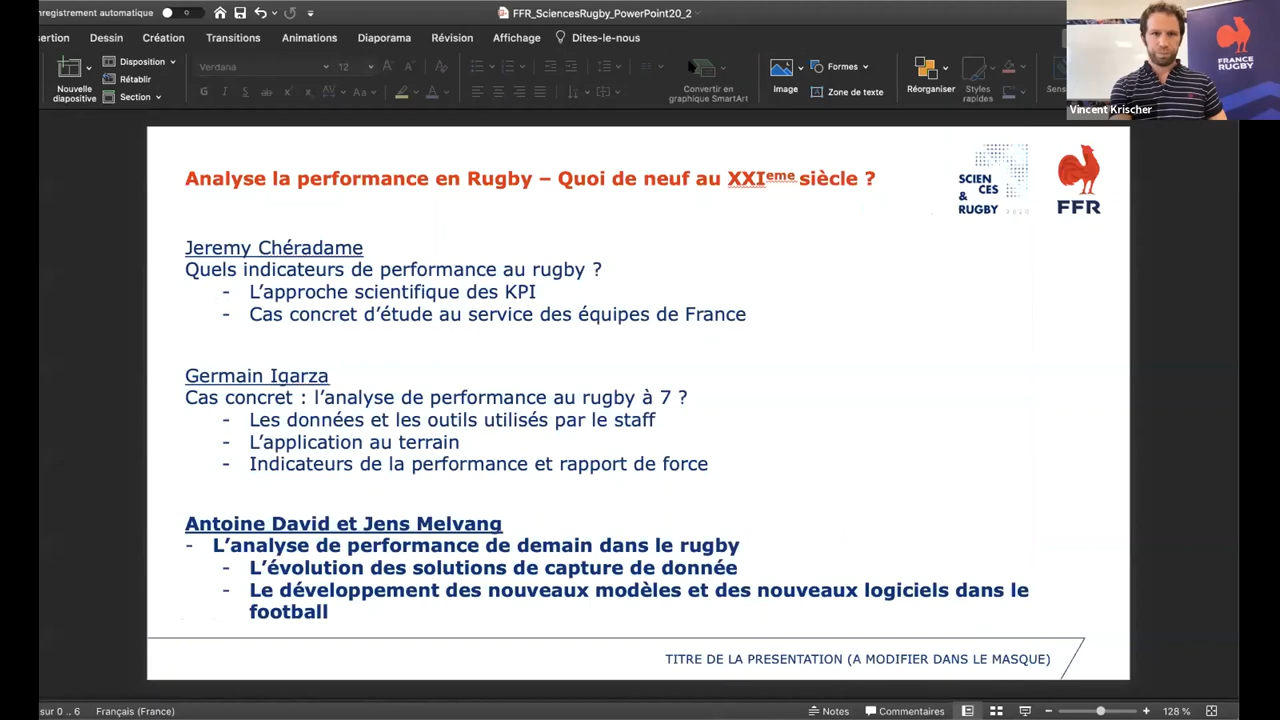 nregistrement automatique
FFR_SciencesRugby_PowerPoint20_2
sertion Dessin Création Transitions Animations Diaporama Révision Affichage Dites-le-nous
Nouvelle diapositive
Disposition
Rétablir
Section
Verdana 12
G I S ab x
Convertir en graphique SmartArt
Image
Formes
Zone de texte
Réorganiser
Styles rapides
Sens
FRANCE
RUGBY
Vincent Krischer
Analyse la performance en Rugby – Quoi de neuf au XXIeme siècle ?
SCIEN
CES
&
RUGBY
2020
FFR
Jeremy Chéradame
Quels indicateurs de performance au rugby ?
- L’approche scientifique des KPI
- Cas concret d’étude au service des équipes de France
Germain Igarza
Cas concret : l’analyse de performance au rugby à 7 ?
- Les données et les outils utilisés par le staff
- L’application au terrain
- Indicateurs de la performance et rapport de force
Antoine David et Jens Melvang
- L’analyse de performance de demain dans le rugby
- L’évolution des solutions de capture de donnée
- Le développement des nouveaux modèles et des nouveaux logiciels dans le
football
TITRE DE LA PRESENTATION (A MODIFIER DANS LE MASQUE)
sur 0 .. 6 Français (France) Notes Commentaires 128 %